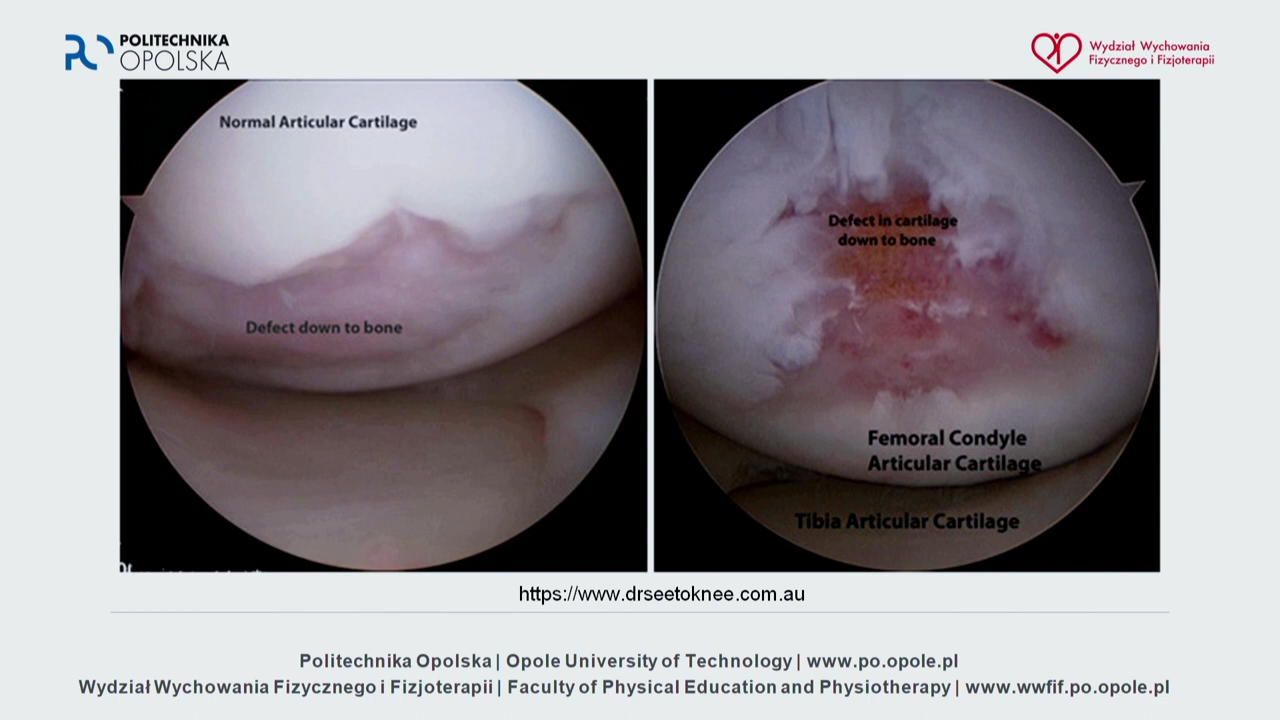 POLITECHNIKA
OPOLSKA
Wydział Wychowania
Fizycznego i Fizjoterapii
Normal Articular Cartilage
Defect down to bone
Defect in cartilage
down to bone
Femoral Condyle
Articular Cartilage
Tibia Articular Cartilage
https://www.drseetoknee.com.au
Politechnika Opolska | Opole University of Technology | www.po.opole.pl
Wydział Wychowania Fizycznego i Fizjoterapii | Faculty of Physical Education and Physiotherapy | www.wwfif.po.opole.pl